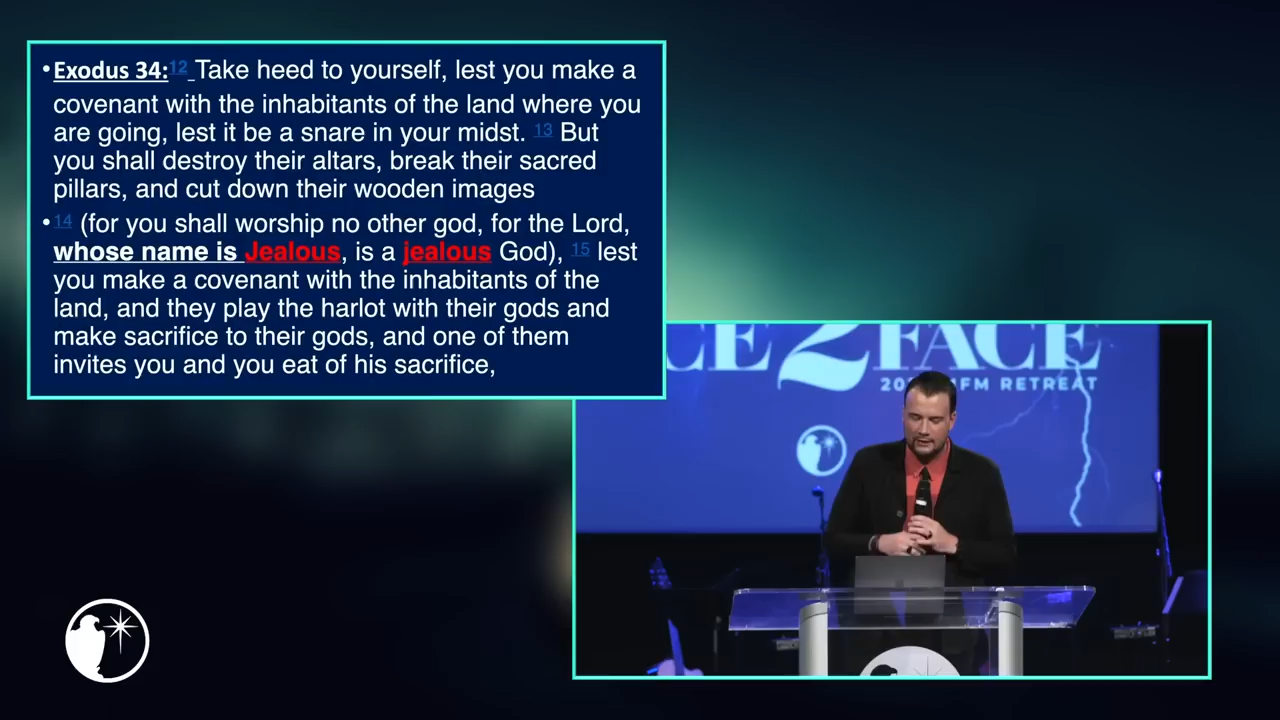 •Exodus 34:12 Take heed to yourself, lest you make a
covenant with the inhabitants of the land where you
are going, lest it be a snare in your midst. 13 But
you shall destroy their altars, break their sacred
pillars, and cut down their wooden images
•14 (for you shall worship no other god, for the Lord,
whose name is Jealous, is a jealous God), 15 lest
you make a covenant with the inhabitants of the
land, and they play the harlot with their gods and
make sacrifice to their gods, and one of them
invites you and you eat of his sacrifice,
CE 2 FACE
RETREAT